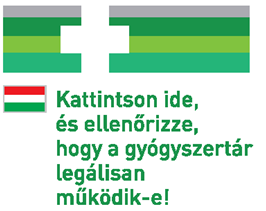 Kattintson ide,
és ellenőrizze,
hogy a gyógyszertár
legálisan
működik-e!